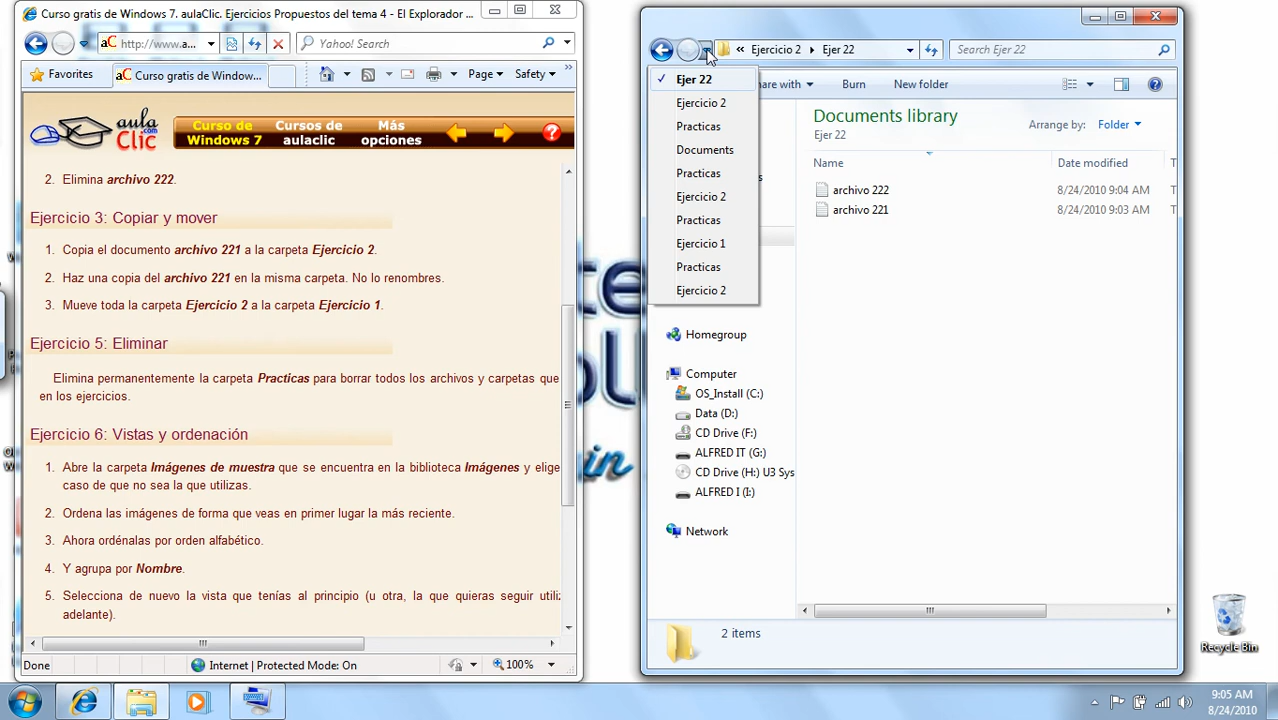 Curso gratis de Windows 7. aulaClic. Ejercicios Propuestos del tema 4 - El Explorador ...
http://www.a...
Yahoo! Search
Favorites
aC Curso gratis de Window...
Page
Safety
»
aula
Clic
.com
Curso de
Windows 7
Cursos de
aulaclic
Más
opciones
?
2. Elimina archivo 222.
Ejercicio 3: Copiar y mover
1. Copia el documento archivo 221 a la carpeta Ejercicio 2.
2. Haz una copia del archivo 221 en la misma carpeta. No lo renombres.
3. Mueve toda la carpeta Ejercicio 2 a la carpeta Ejercicio 1.
Ejercicio 5: Eliminar
Elimina permanentemente la carpeta Practicas para borrar todos los archivos y carpetas que
en los ejercicios.
Ejercicio 6: Vistas y ordenación
1. Abre la carpeta Imágenes de muestra que se encuentra en la biblioteca Imágenes y elige
caso de que no sea la que utilizas.
2. Ordena las imágenes de forma que veas en primer lugar la más reciente.
3. Ahora ordénalas por orden alfabético.
4. Y agrupa por Nombre.
5. Selecciona de nuevo la vista que tenías al principio (u otra, la que quieras seguir utili
adelante).
Done
Internet | Protected Mode: On
100%
« Ejercicio 2 Ejer 22
Search Ejer 22
hare with
Burn
New folder
✓ Ejer 22
Ejercicio 2
Practicas
Documents
Practicas
Ejercicio 2
Practicas
Ejercicio 1
Practicas
Ejercicio 2
Homegroup
Computer
OS_Install (C:)
Data (D:)
CD Drive (F:)
ALFRED IT (G:)
CD Drive (H:) U3 Sys
ALFRED I (I:)
Network
Documents library
Ejer 22
Arrange by: Folder
Name
Date modified
T
archivo 222
8/24/2010 9:04 AM
T
archivo 221
8/24/2010 9:03 AM
T
2 items
Recycle Bin
9:05 AM
8/24/2010